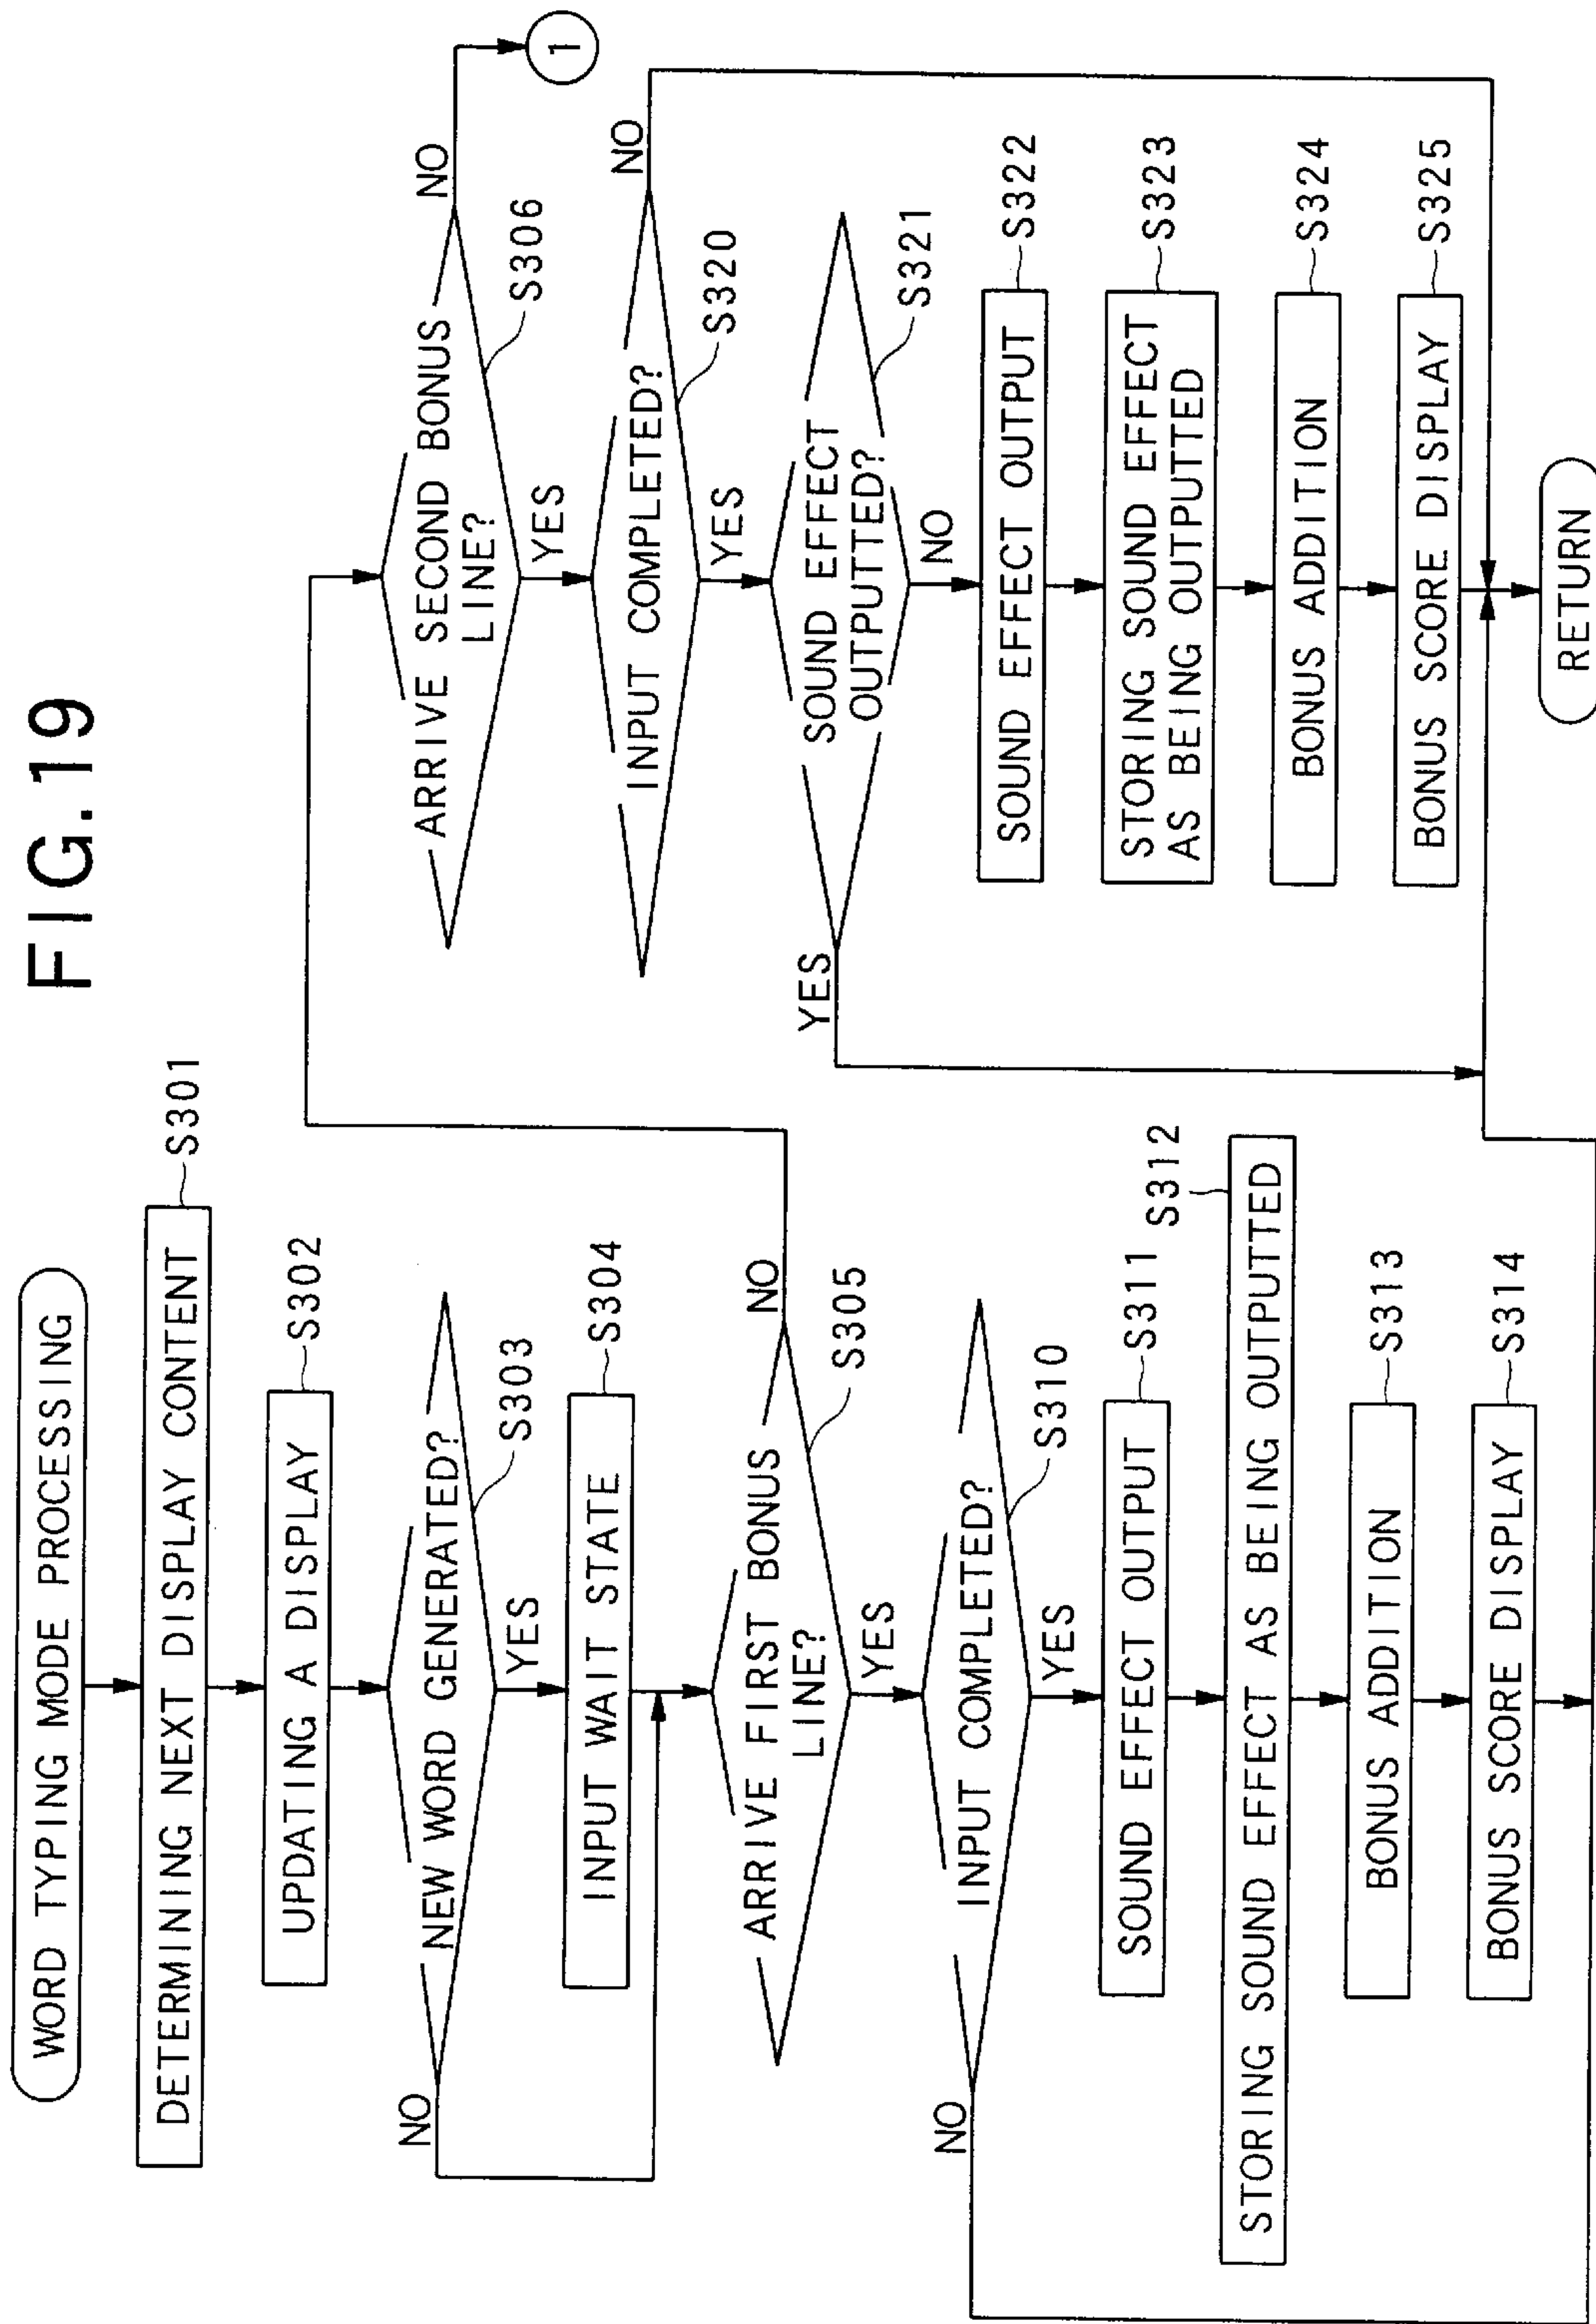 FIG.19
WORD TYPING MODE PROCESSING
DETERMINING NEXT DISPLAY CONTENT
S301
UPDATING A DISPLAY
S302
NEW WORD GENERATED?
S303
NO
YES
INPUT WAIT STATE
S304
ARRIVE FIRST BONUS
LINE?
S305
NO
YES
INPUT COMPLETED?
S310
NO
YES
SOUND EFFECT OUTPUT
S311
STORING SOUND EFFECT AS BEING OUTPUTTED
S312
BONUS ADDITION
S313
BONUS SCORE DISPLAY
S314
ARRIVE SECOND BONUS
LINE?
S306
NO
1
YES
INPUT COMPLETED?
S320
NO
YES
SOUND EFFECT
OUTPUTTED?
S321
YES
NO
SOUND EFFECT OUTPUT
S322
STORING SOUND EFFECT
AS BEING OUTPUTTED
S323
BONUS ADDITION
S324
BONUS SCORE DISPLAY
S325
RETURN